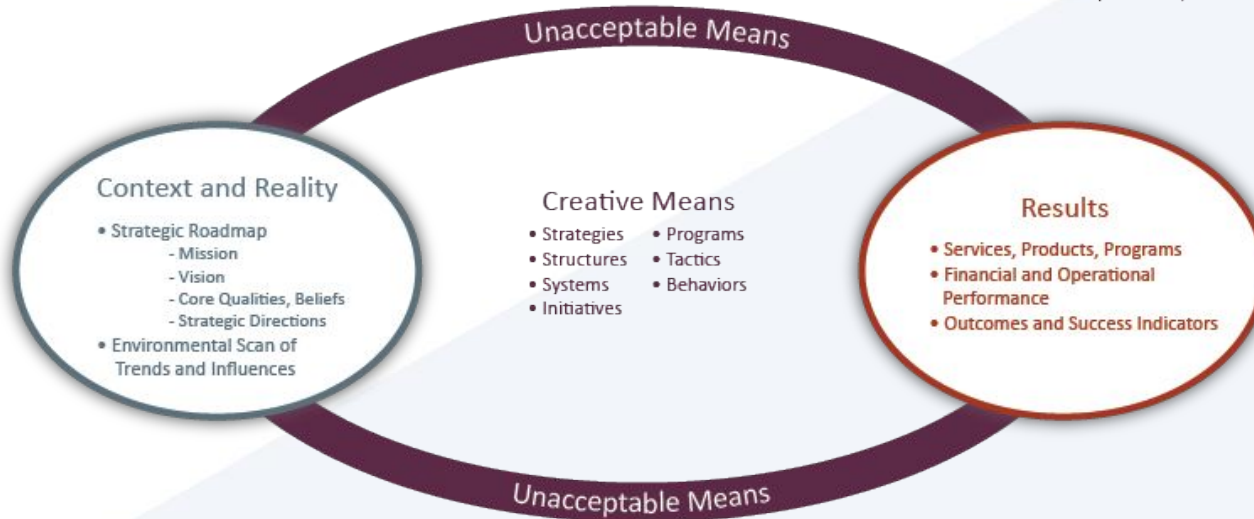 Unacceptable Means
Context and Reality
• Strategic Roadmap
- Mission
- Vision
- Core Qualities, Beliefs
- Strategic Directions
• Environmental Scan of
Trends and Influences
Creative Means
• Strategies • Programs
• Structures • Tactics
• Systems • Behaviors
• Initiatives
Results
• Services, Products, Programs
• Financial and Operational
Performance
• Outcomes and Success Indicators
Unacceptable Means